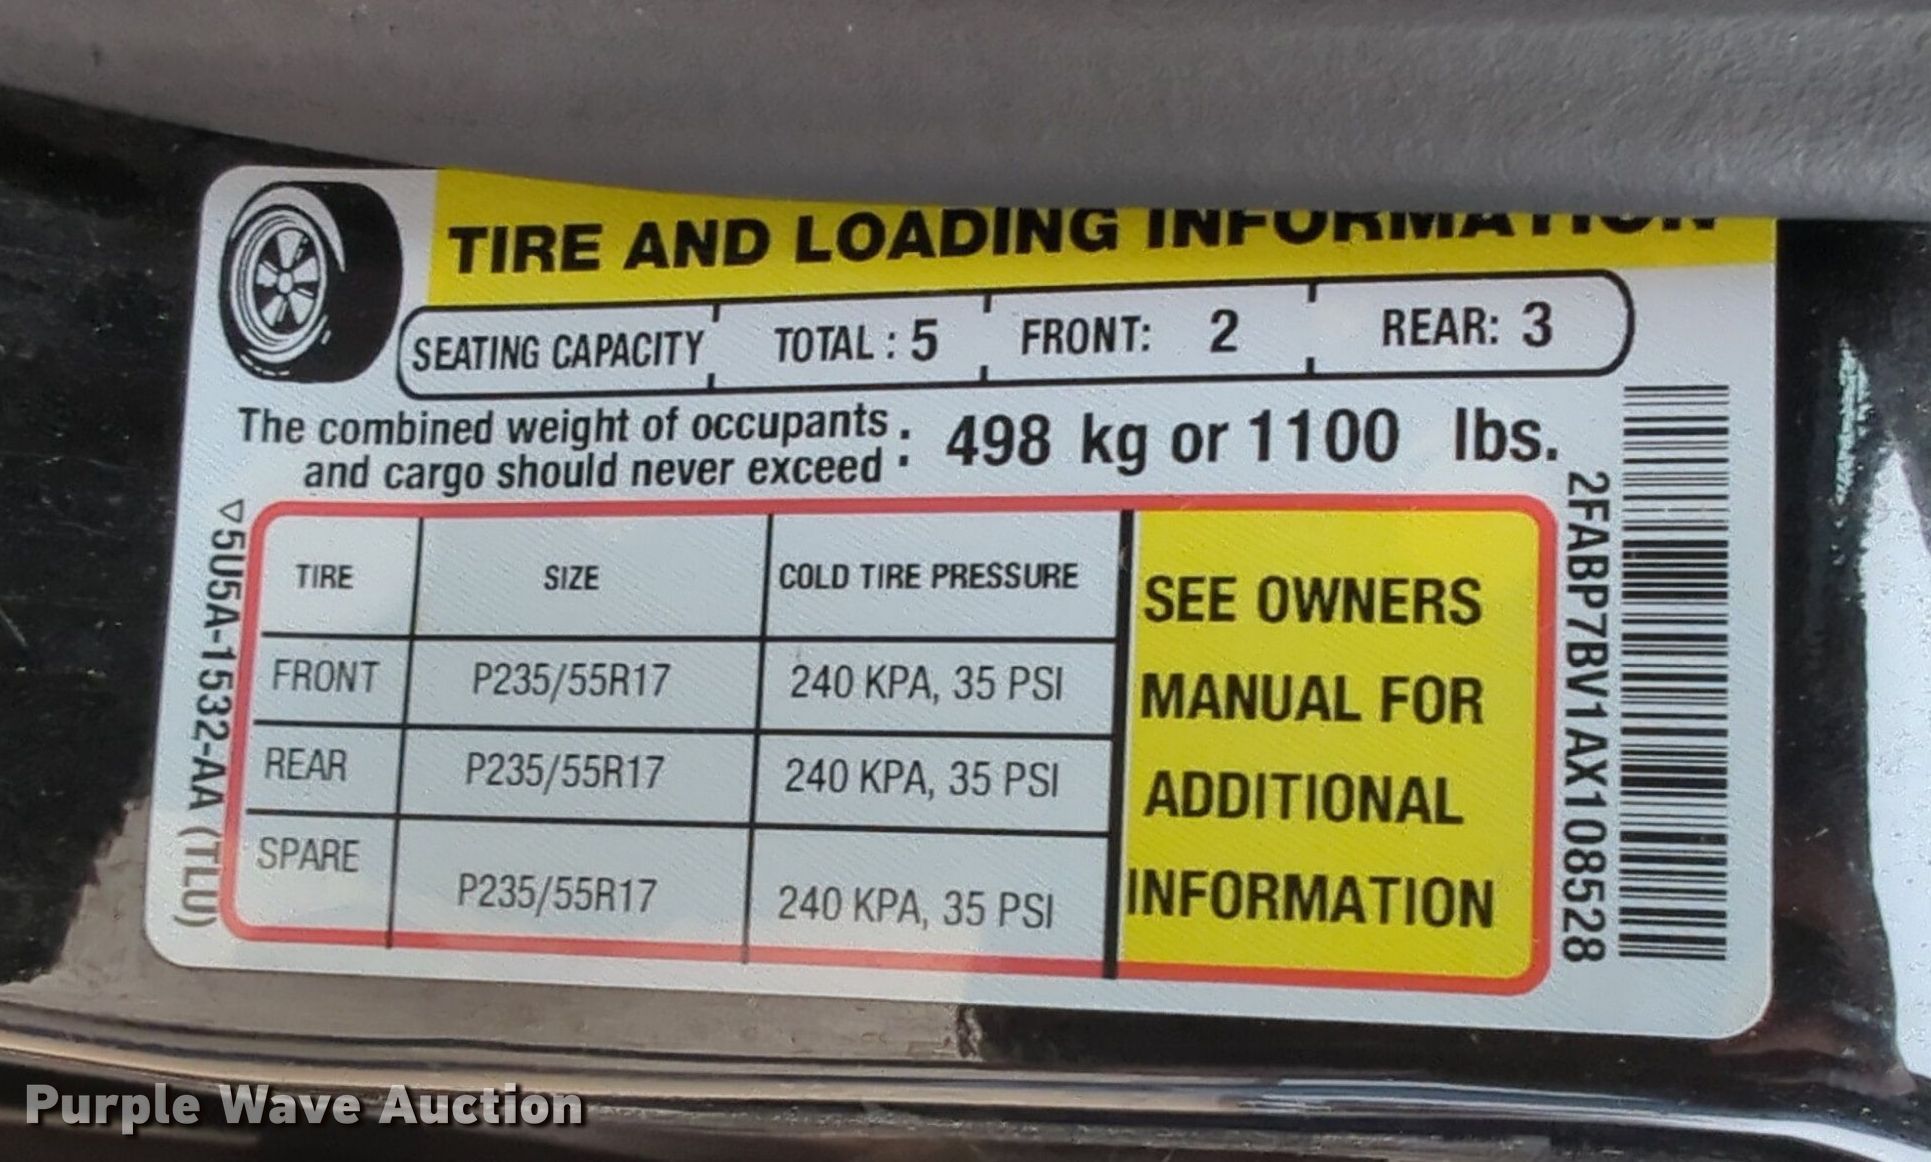 TIRE AND LOADING INFORMATION
SEATING CAPACITY TOTAL : 5 FRONT: 2 REAR: 3
The combined weight of occupants
and cargo should never exceed : 498 kg or 1100 lbs.
TIRE SIZE COLD TIRE PRESSURE
FRONT P235/55R17 240 KPA, 35 PSI
REAR P235/55R17 240 KPA, 35 PSI
SPARE P235/55R17 240 KPA, 35 PSI
SEE OWNERS
MANUAL FOR
ADDITIONAL
INFORMATION
▽5U5A-1532-AA (TLU)
2FABP7BV1AX108528
Purple Wave Auction